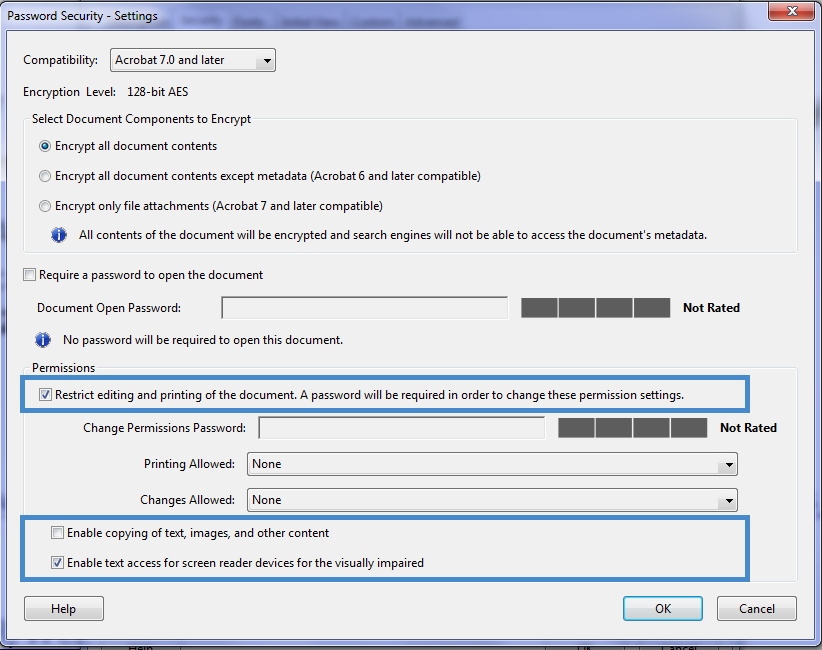 Password Security - Settings
Compatibility: Acrobat 7.0 and later
Encryption Level: 128-bit AES
Select Document Components to Encrypt
Encrypt all document contents
Encrypt all document contents except metadata (Acrobat 6 and later compatible)
Encrypt only file attachments (Acrobat 7 and later compatible)
All contents of the document will be encrypted and search engines will not be able to access the document's metadata.
Require a password to open the document
Document Open Password: Not Rated
No password will be required to open this document.
Permissions
Restrict editing and printing of the document. A password will be required in order to change these permission settings.
Change Permissions Password: Not Rated
Printing Allowed: None
Changes Allowed: None
Enable copying of text, images, and other content
Enable text access for screen reader devices for the visually impaired
Help OK Cancel